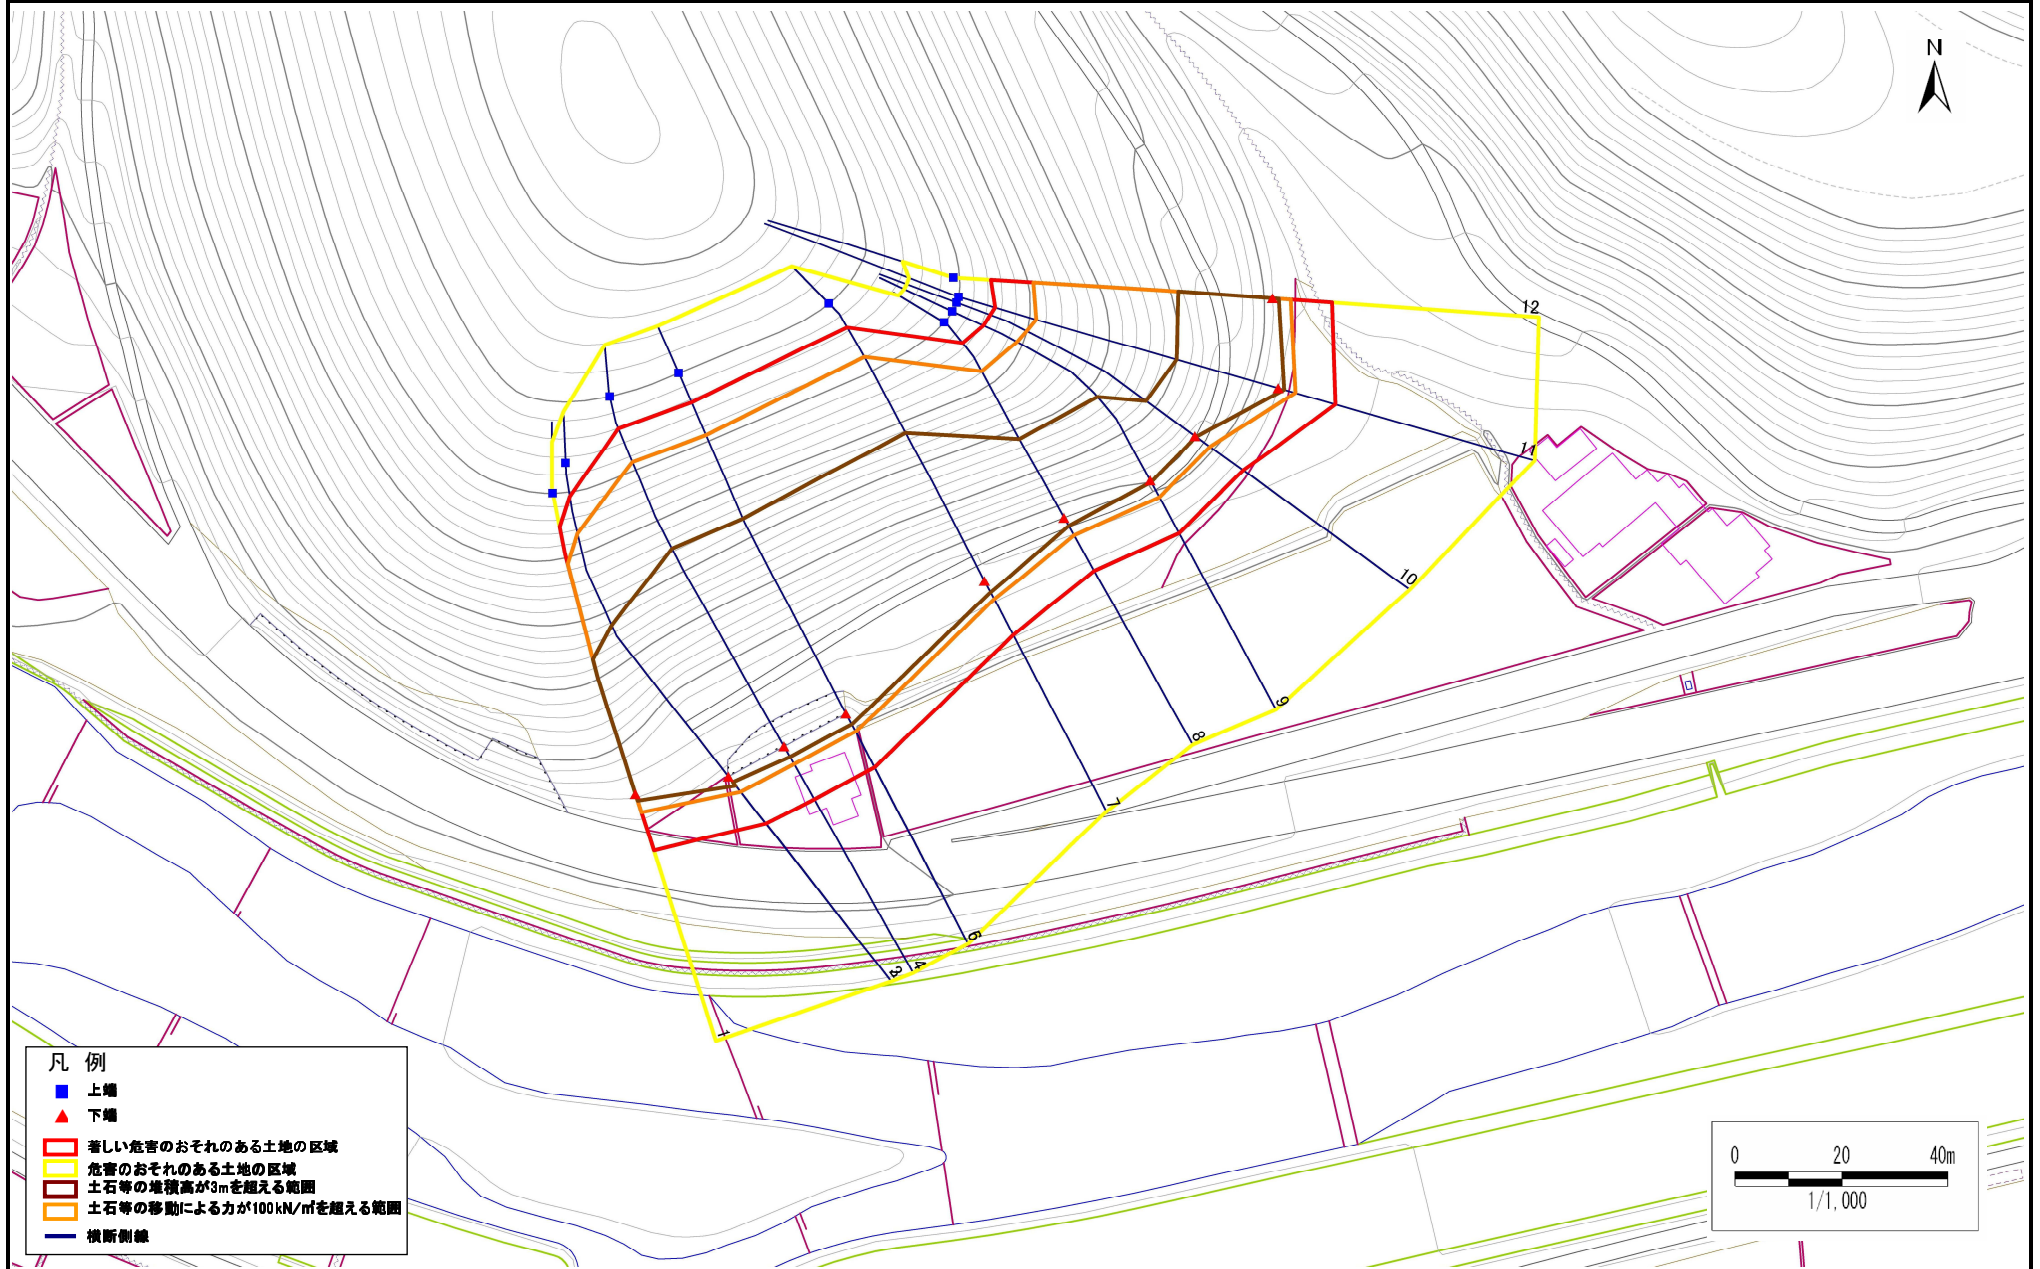 N
12
11
10
9
8
7
6
4
1
凡 例
上端
下端
著しい危害のおそれのある土地の区域
危害のおそれのある土地の区域
土石等の堆積高が3mを超える範囲
土石等の移動による力が100kN/㎡を超える範囲
横断側線
0 20 40m
1/1,000